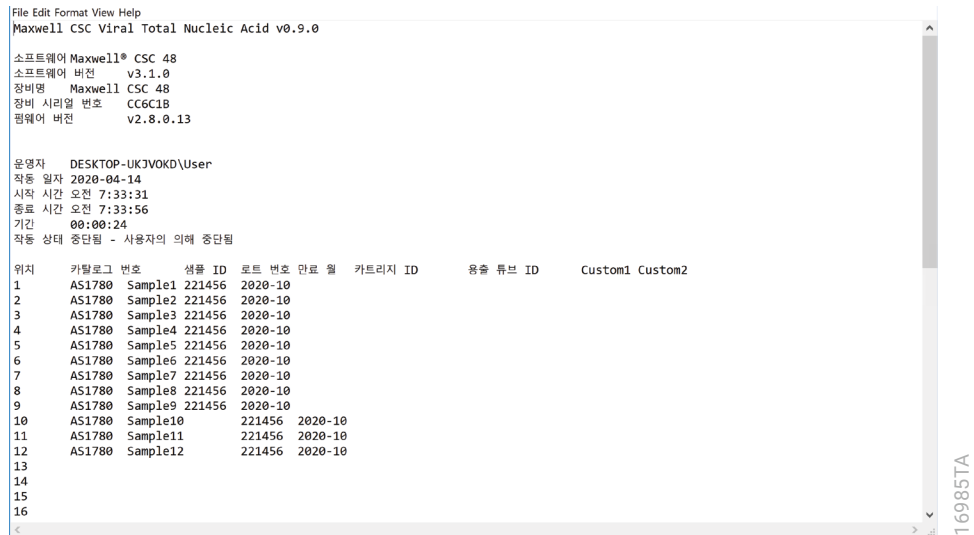 File Edit Format View Help
Maxwell CSC Viral Total Nucleic Acid v0.9.0
소프트웨어 Maxwell® CSC 48
소프트웨어 버전 v3.1.0
장비명 Maxwell CSC 48
장비 시리얼 번호 CC6C1B
펌웨어 버전 v2.8.0.13
운영자 DESKTOP-UKJVOKD\User
작동 일자 2020-04-14
시작 시간 오전 7:33:31
종료 시간 오전 7:33:56
기간 00:00:24
작동 상태 중단됨 - 사용자의 의해 중단됨
위치 카탈로그 번호 샘플 ID 로트 번호 만료 월 카트리지 ID 용출 튜브 ID Custom1 Custom2
1 AS1780 Sample1 221456 2020-10
2 AS1780 Sample2 221456 2020-10
3 AS1780 Sample3 221456 2020-10
4 AS1780 Sample4 221456 2020-10
5 AS1780 Sample5 221456 2020-10
6 AS1780 Sample6 221456 2020-10
7 AS1780 Sample7 221456 2020-10
8 AS1780 Sample8 221456 2020-10
9 AS1780 Sample9 221456 2020-10
10 AS1780 Sample10 221456 2020-10
11 AS1780 Sample11 221456 2020-10
12 AS1780 Sample12 221456 2020-10
13
14
15
16
16985TA